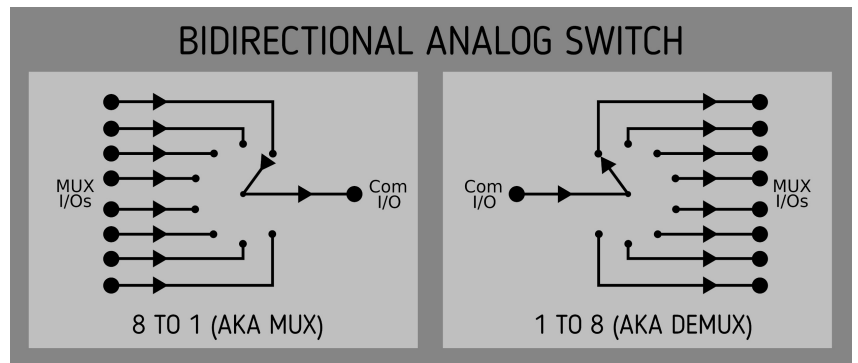 BIDIRECTIONAL ANALOG SWITCH
MUX
I/Os
Com
I/O
8 TO 1 (AKA MUX)
Com
I/O
MUX
I/Os
1 TO 8 (AKA DEMUX)